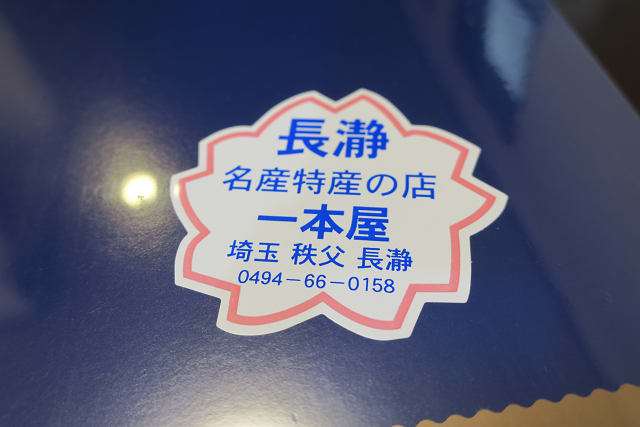 長瀞
名産特産の店
一本屋
埼玉 秩父 長瀞
0494-66-0158